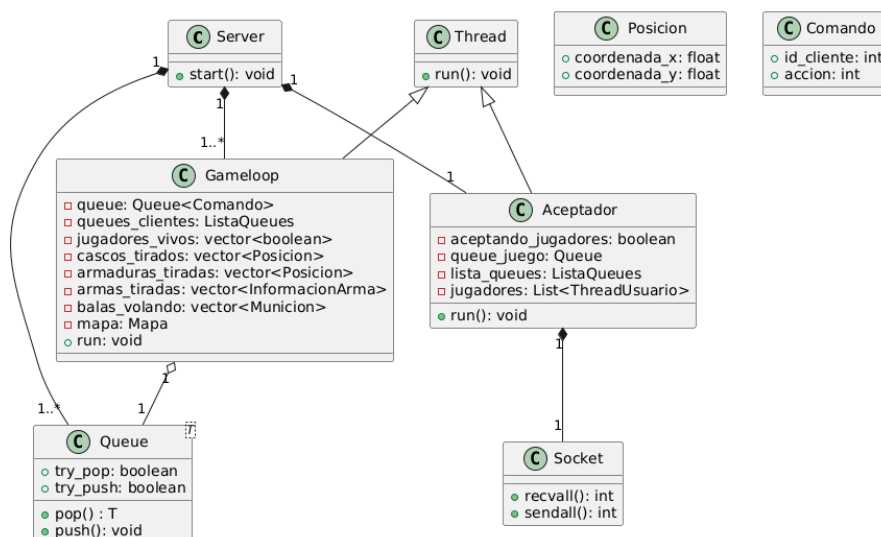 C Server
start(): void
C Thread
run(): void
C Posicion
coordenada_x: float
coordenada_y: float
C Comando
id_cliente: int
accion: int
1
1
1
1..*
1
C Gameloop
queue: Queue<Comando>
queues_clientes: ListaQueues
jugadores_vivos: vector<boolean>
cascos_tirados: vector<Posicion>
armaduras_tiradas: vector<Posicion>
armas_tiradas: vector<InformacionArma>
balas_volando: vector<Municion>
mapa: Mapa
run: void
C Aceptador
aceptando_jugadores: boolean
queue_juego: Queue
lista_queues: ListaQueues
jugadores: List<ThreadUsuario>
run(): void
1
1
1..*
1
1
C Queue
T
try_pop: boolean
try_push: boolean
pop() : T
push(): void
C Socket
recvall(): int
sendall(): int